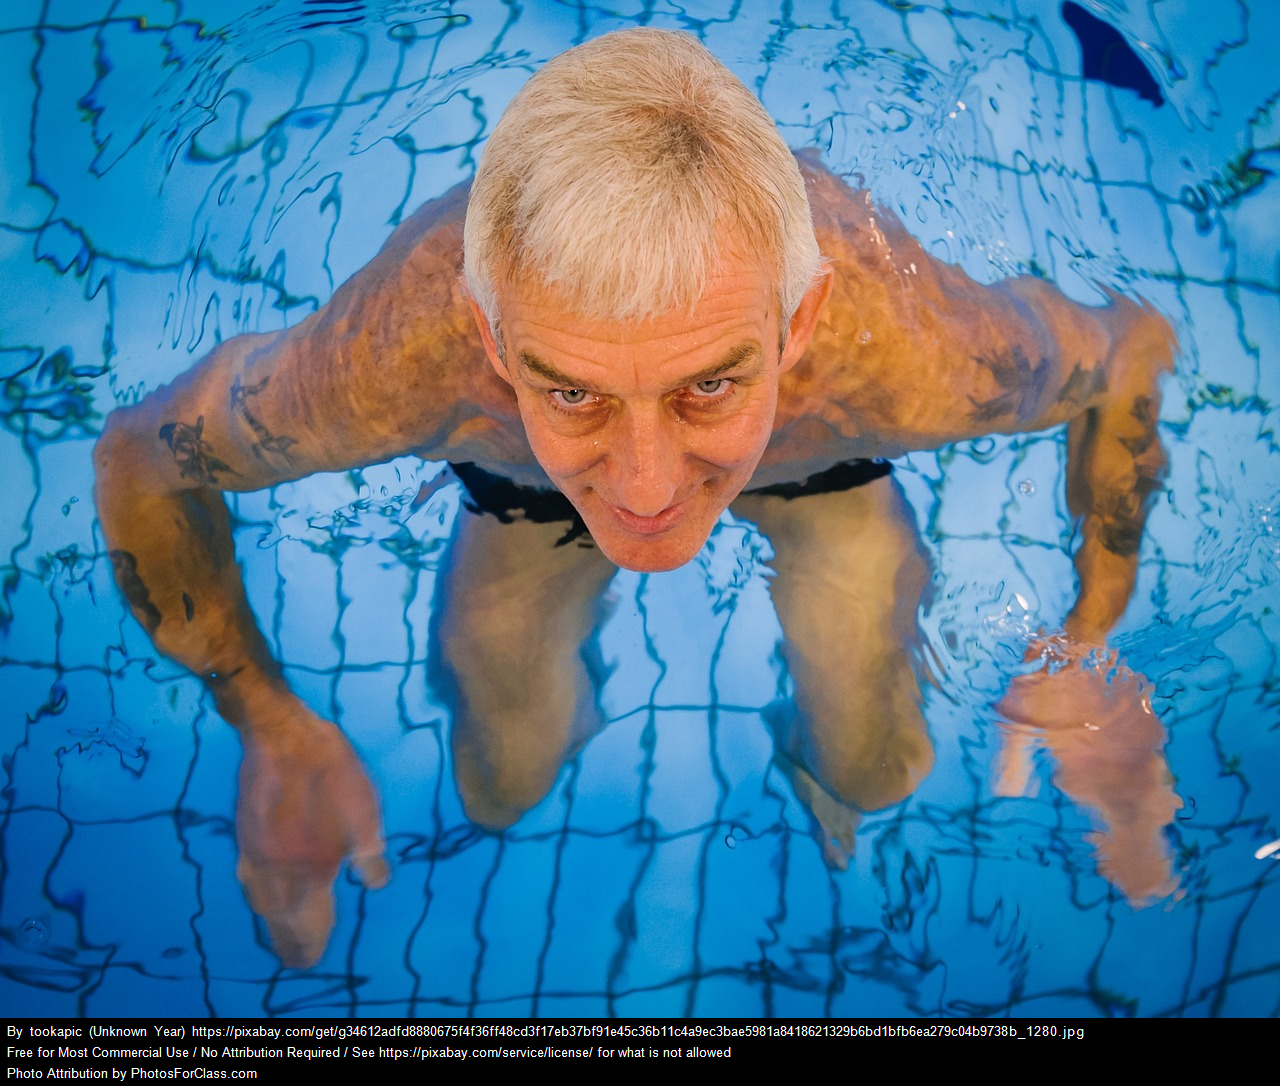 By tookapic (Unknown Year) https://pixabay.com/get/g34612adfd8880675f4f36ff48cd3f17eb37bf91e45c36b11c4a9ec3bae5981a8418621329b6bd1bfb6ea279c04b9738b_1280.jpg
Free for Most Commercial Use / No Attribution Required / See https://pixabay.com/service/license/ for what is not allowed
Photo Attribution by PhotosForClass.com